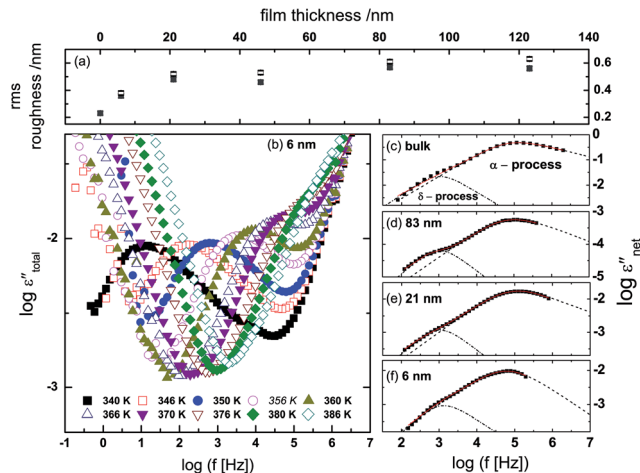 film thickness /nm
0 20 40 60 80 100 120 140
(a)
rms
roughness /nm
0.6
0.4
0.2
(b) 6 nm
log ε″total
-2
-3
340 K 346 K 350 K 356 K 360 K
366 K 370 K 376 K 380 K 386 K
-1 0 1 2 3 4 5 6 7
log (f [Hz])
(c) bulk
α – process
δ – process
0
-1
-2
(d) 83 nm
-3
-4
-5
(e) 21 nm
-2
-3
(f) 6 nm
-2
-3
log ε″net
2 3 4 5 6 7
log (f [Hz])